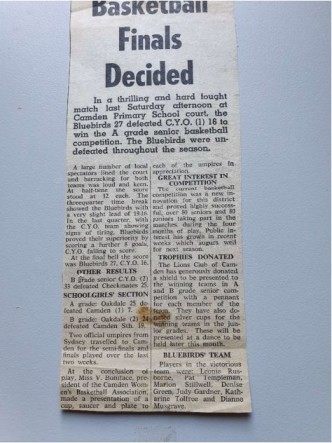 Basketball
Finals
Decided
In a thrilling and hard fought
match last Saturday afternoon at
Camden Primary School court, the
Bluebirds 27 defeated C.Y.O. (1) 16 to
win the A grade senior basketball
competition. The Bluebirds were un-
defeated throughout the season.
A large number of local
spectators lined the court
and barracking for both
teams was loud and keen.
At half-time the score
stood at 12 each. The
three-quarter time break
showed the Bluebirds with
a very slight lead of 19-16.
In the last quarter, with
the C.Y.O. team showing
signs of tiring, Bluebirds
proved their superiority by
scoring a further 8 goals,
C.Y.O. failing to score.
At the final bell the score
was Bluebirds 27, C.Y.O. 16.
OTHER RESULTS
B grade senior C.Y.O. (2)
33 defeated Checkmates 25.
SCHOOLGIRLS' SECTION
A grade: Oakdale 25 de-
feated Camden (1) 7.
B grade: Oakdale (2) 24
defeated Camden Sth. 19.
Two official umpires from
Sydney travelled to Cam-
den for the semi-finals and
finals played over the last
two weeks.
At the conclusion of
play, Miss V. Boniface, pre-
sident of the Camden Wo-
men's Basketball Association,
made a presentation of a
cup, saucer and plate to
each of the umpires in
appreciation.
GREAT INTEREST IN
COMPETITION
The current basketball
competition was a new in-
novation for this district
and proved highly success-
ful, over 60 seniors and 80
juniors taking part in the
matches, during the four
months of play. Public in-
terest has grown in recent
weeks which augurs well
for next season.
TROPHIES DONATED
The Lions Club of Cam-
den has generously donated
a shield to be presented to
the winning teams in A
and B grade senior comp-
etition with a pennant
for each member of the
team. They have also do-
nated silver cups for the
winning teams in the jun-
ior grades. These will be
presented at a dance to be
held later this month.
BLUEBIRDS' TEAM
Players in the victorious
team were: Leonie Rus-
borne, Pat Templeman,
Marion Stillwell, Denise
Green, Judy Gardner, Kath-
arine Tolfroe and Dianne
Musgrave.